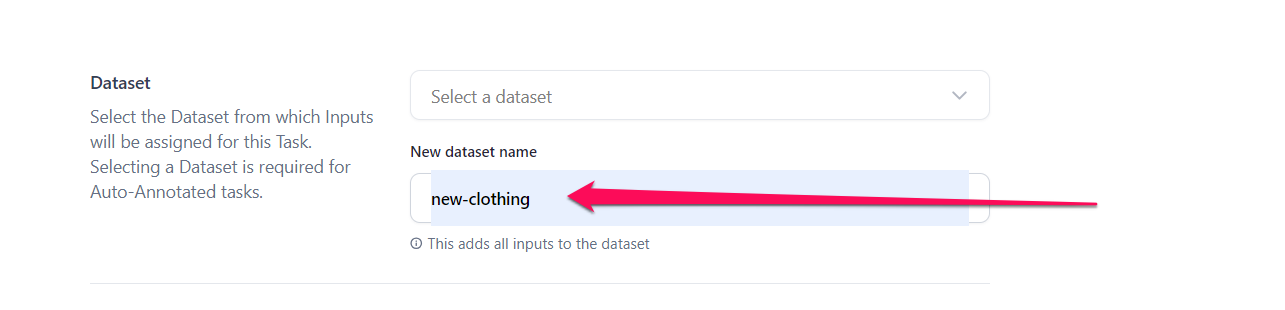 Dataset
Select the Dataset from which Inputs
will be assigned for this Task.
Selecting a Dataset is required for
Auto-Annotated tasks.
Select a dataset
New dataset name
new-clothing
This adds all inputs to the dataset